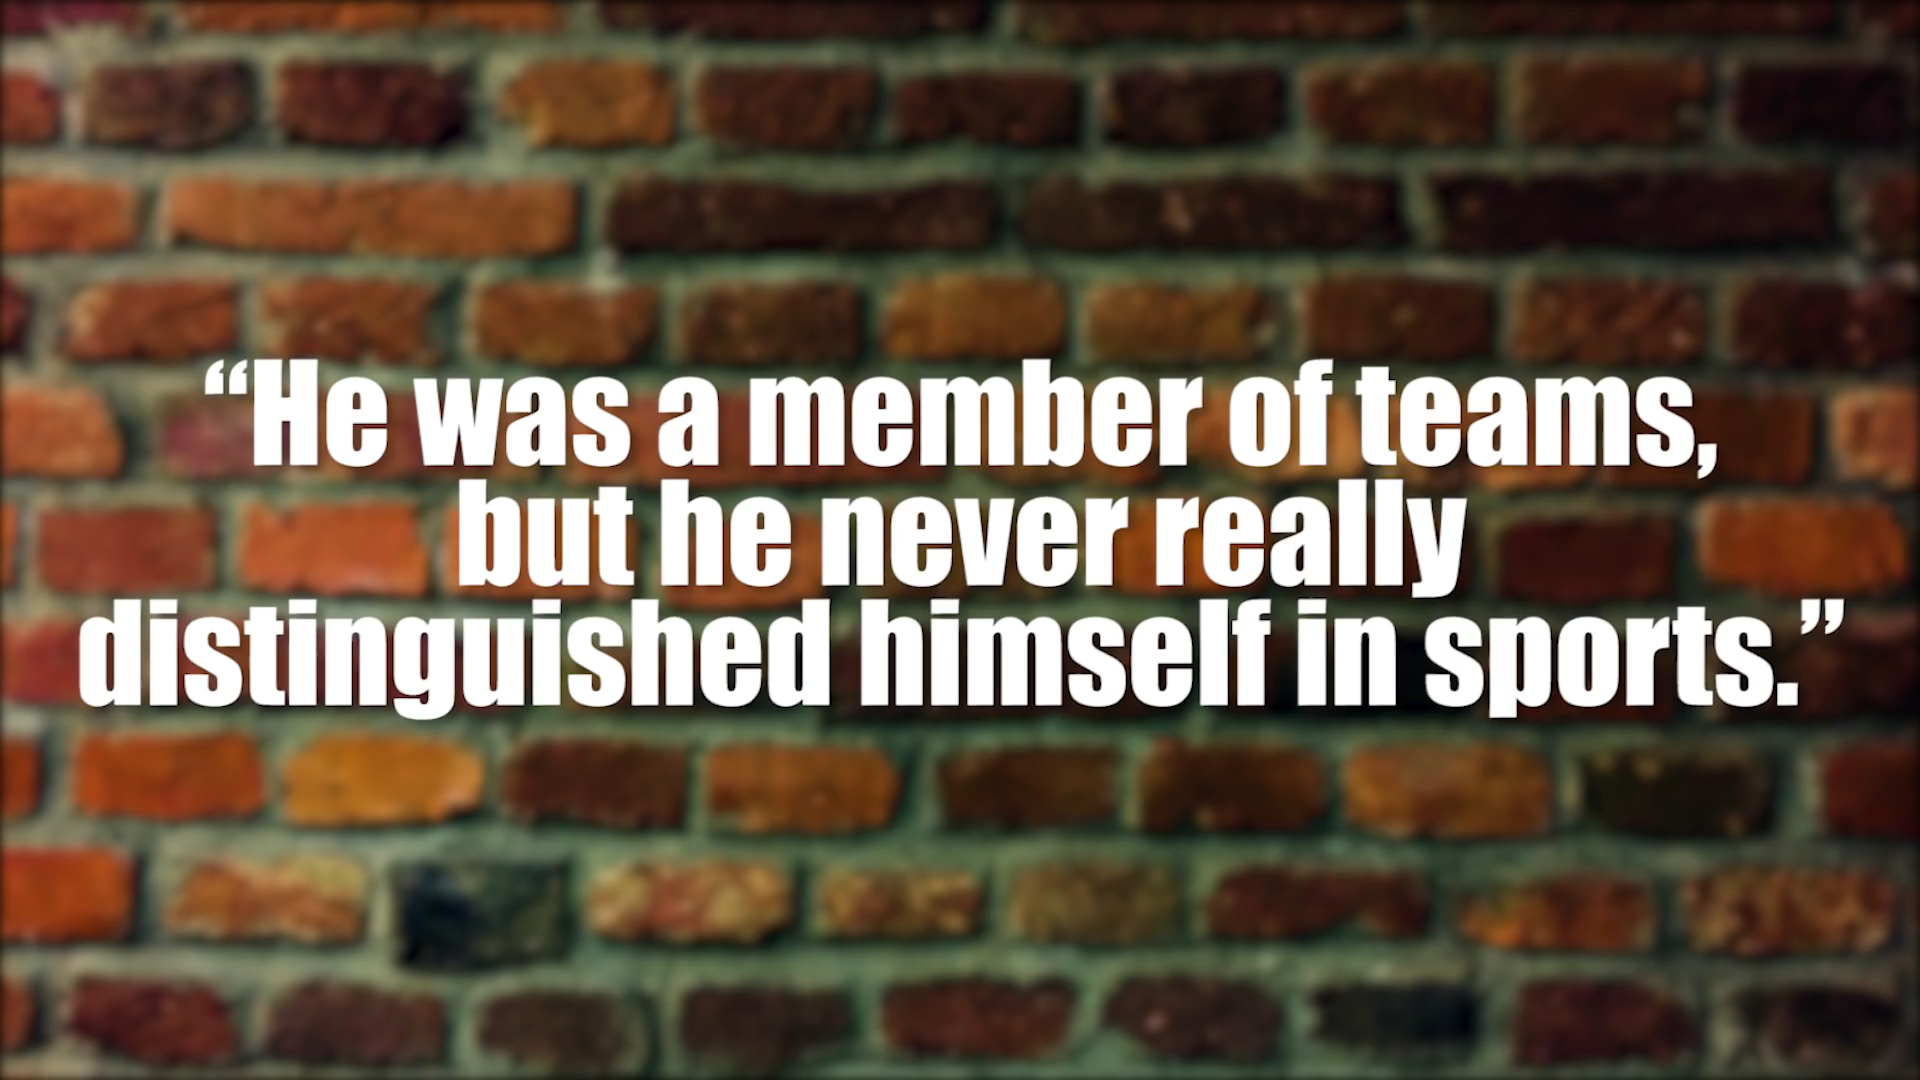 “He was a member of teams,
but he never really
distinguished himself in sports.”